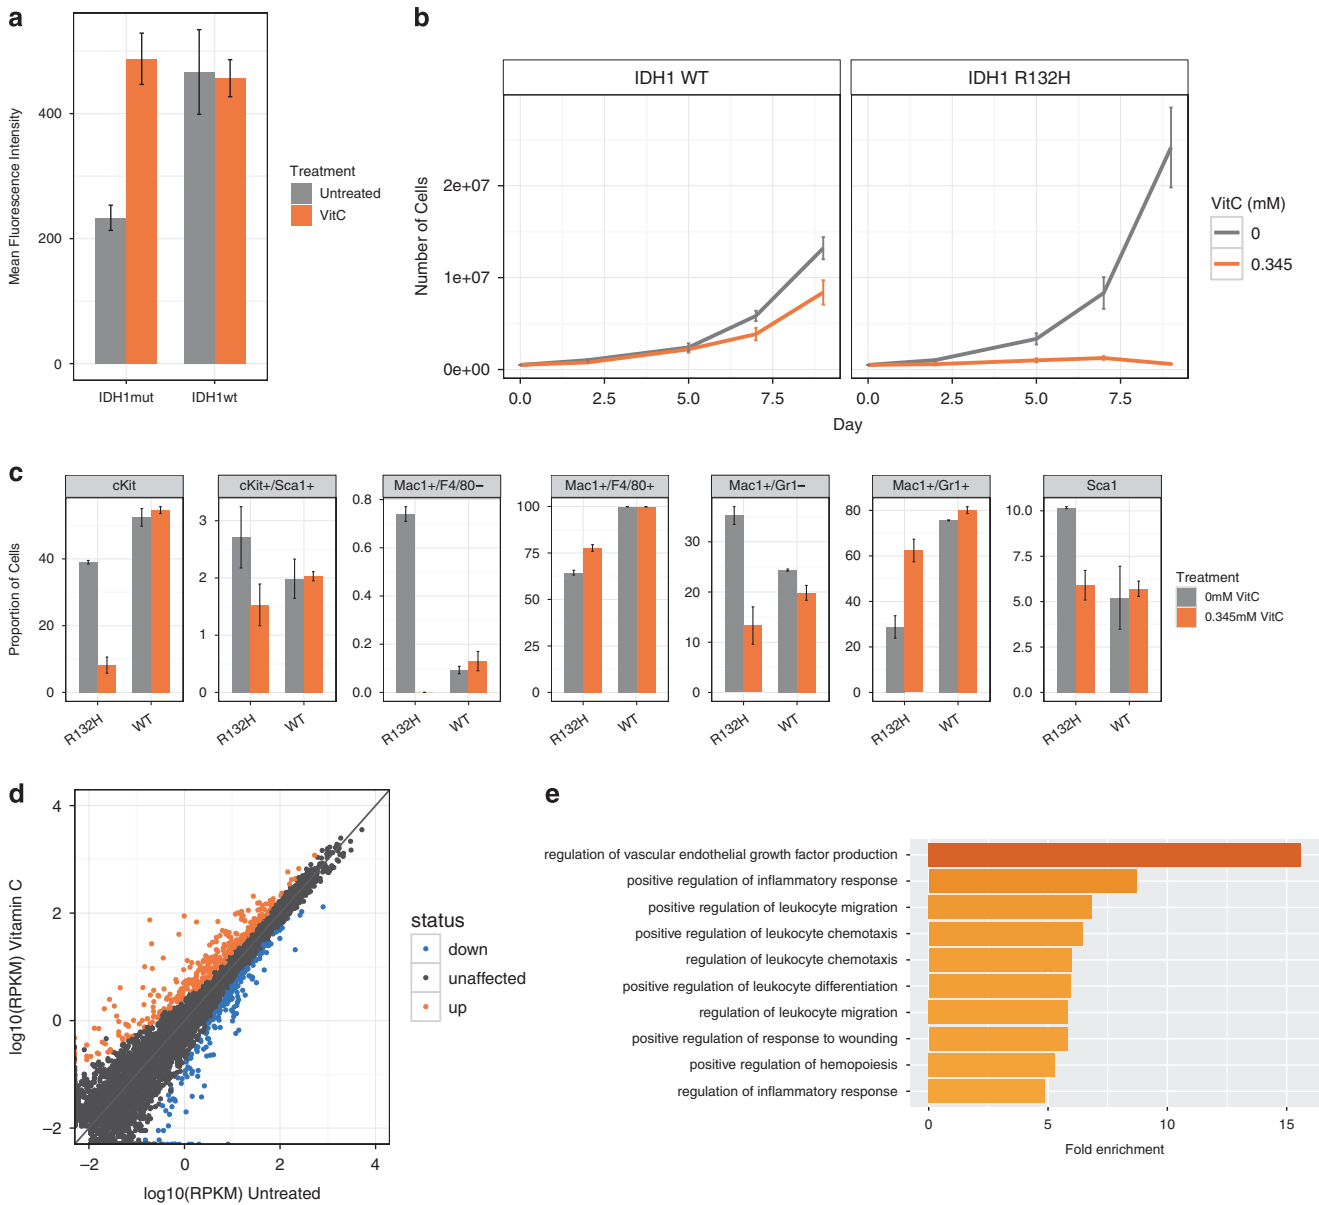 a
Mean Fluorescence Intensity
400
200
0
IDH1mut IDH1wt
Treatment
Untreated
VitC
b
IDH1 WT IDH1 R132H
Number of Cells
2e+07
1e+07
0e+00
0.0 2.5 5.0 7.5 0.0 2.5 5.0 7.5
Day
VitC (mM)
0
0.345
c
Proportion of Cells
cKit
40
20
0
R132H WT
cKit+/Sca1+
3
2
1
0
R132H WT
Mac1+/F4/80−
0.8
0.6
0.4
0.2
0.0
R132H WT
Mac1+/F4/80+
100
75
50
25
0
R132H WT
Mac1+/Gr1−
30
20
10
0
R132H WT
Mac1+/Gr1+
80
60
40
20
0
R132H WT
Sca1
10.0
7.5
5.0
2.5
0.0
R132H WT
Treatment
0mM VitC
0.345mM VitC
d
log10(RPKM) Vitamin C
4
2
0
−2
−2 0 2 4
log10(RPKM) Untreated
status
down
unaffected
up
e
regulation of vascular endothelial growth factor production
positive regulation of inflammatory response
positive regulation of leukocyte migration
positive regulation of leukocyte chemotaxis
regulation of leukocyte chemotaxis
positive regulation of leukocyte differentiation
regulation of leukocyte migration
positive regulation of response to wounding
positive regulation of hemopoiesis
regulation of inflammatory response
0 5 10 15
Fold enrichment